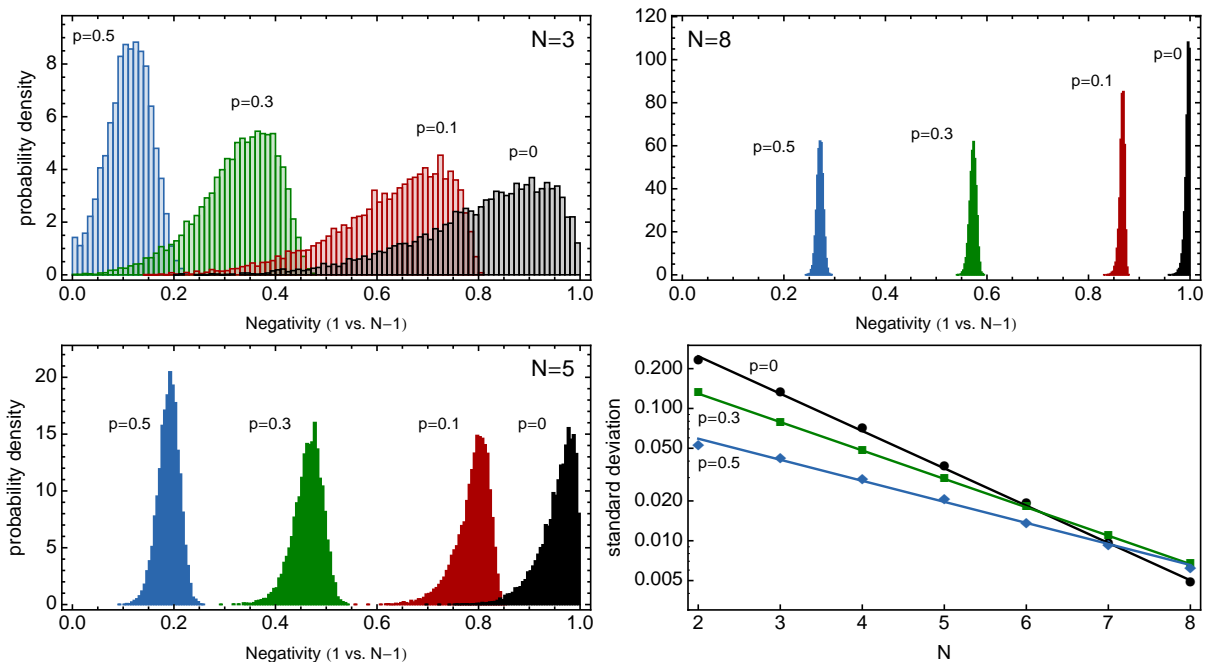 p=0.5
N=3
p=0.3
p=0.1
p=0
probability density
8
6
4
2
0
0.0 0.2 0.4 0.6 0.8 1.0
Negativity (1 vs. N−1)
N=8
p=0
p=0.1
p=0.3
p=0.5
120
100
80
60
40
20
0
0.0 0.2 0.4 0.6 0.8 1.0
Negativity (1 vs. N−1)
N=5
p=0.5
p=0.3
p=0.1
p=0
probability density
20
15
10
5
0
0.0 0.2 0.4 0.6 0.8 1.0
Negativity (1 vs. N−1)
p=0
p=0.3
p=0.5
standard deviation
0.200
0.100
0.050
0.020
0.010
0.005
2 3 4 5 6 7 8
N